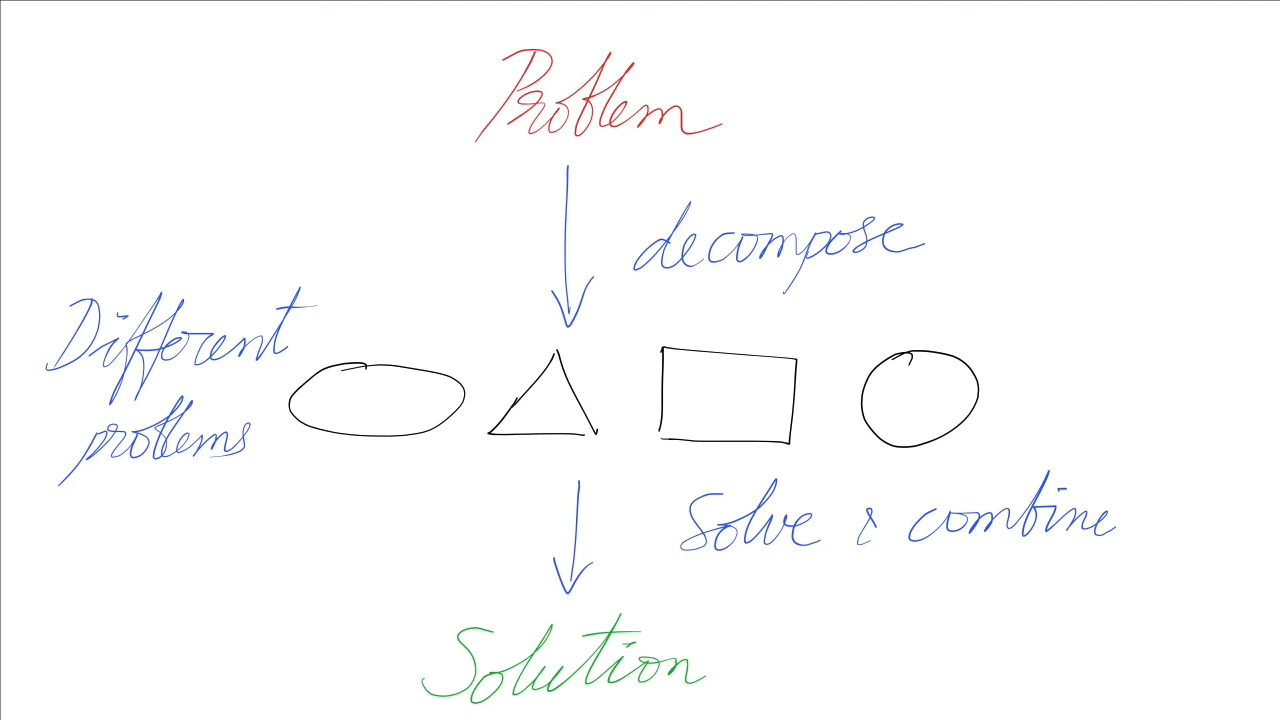 Problem
decompose
Different
problems
Solve & combine
Solution